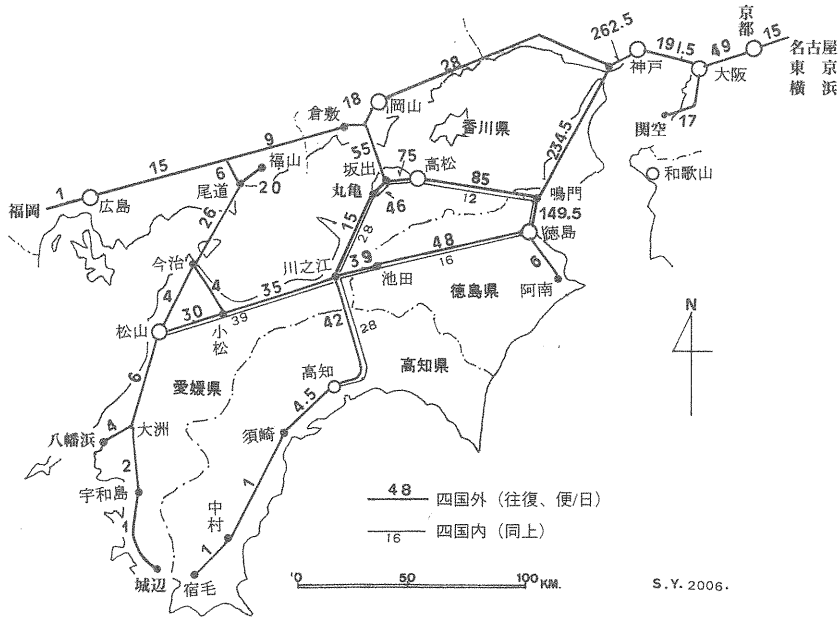 京都
262.5
191.5
49
15
名古屋
東京
横浜
神戸
大阪
28
18
岡山
倉敷
関空
17
9
香川県
234.5
和歌山
15
福山
55
坂出
75
高松
6
尾道
20
丸亀
46
85
12
鳴門
1
広島
福岡
149.5
徳島
26
15
28
48
16
今治
川之江
39
池田
6
阿南
徳島県
4
4
35
30
39
松山
小松
42
28
N
高知県
高知
愛媛県
6
4.5
須崎
4
八幡浜
大洲
2
宇和島
1
中村
1
48 四国外（往復、便/日）
16 四国内（同上）
1
城辺
宿毛
0 50 100 KM.
S.Y. 2006.